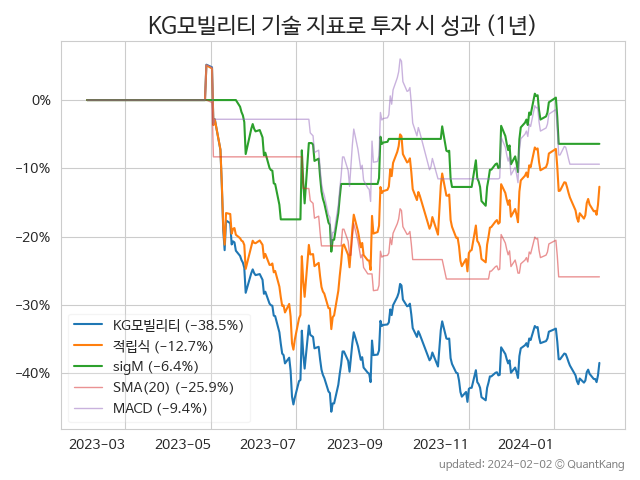 KG모빌리티 기술 지표로 투자 시 성과 (1년)
0%
−10%
−20%
−30%
−40%
KG모빌리티 (−38.5%)
적립식 (−12.7%)
sigM (−6.4%)
SMA(20) (−25.9%)
MACD (−9.4%)
2023−03 2023−05 2023−07 2023−09 2023−11 2024−01
updated: 2024−02−02 ⓒ QuantKang